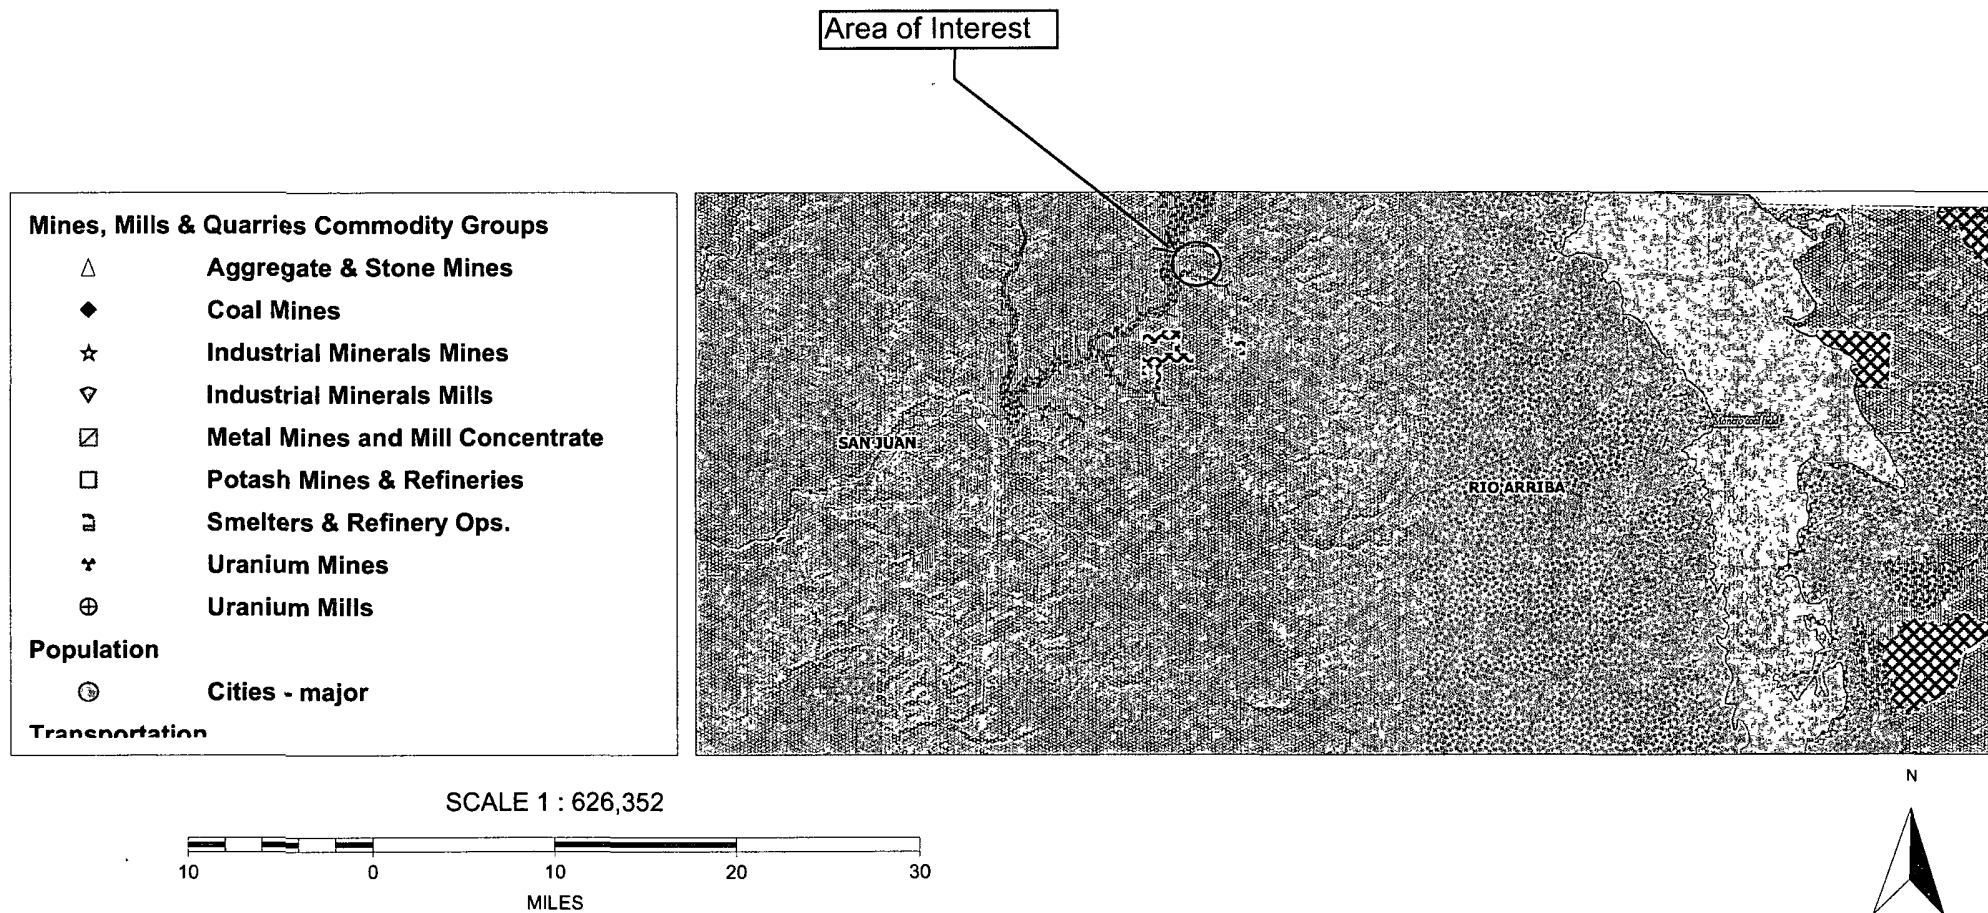 Area of Interest
Mines, Mills & Quarries Commodity Groups
Aggregate & Stone Mines
Coal Mines
Industrial Minerals Mines
Industrial Minerals Mills
Metal Mines and Mill Concentrate
Potash Mines & Refineries
Smelters & Refinery Ops.
Uranium Mines
Uranium Mills
Population
Cities - major
Transportation
SAN JUAN
RIO ARRIBA
SCALE 1 : 626,352
10 0 10 20 30
MILES
N